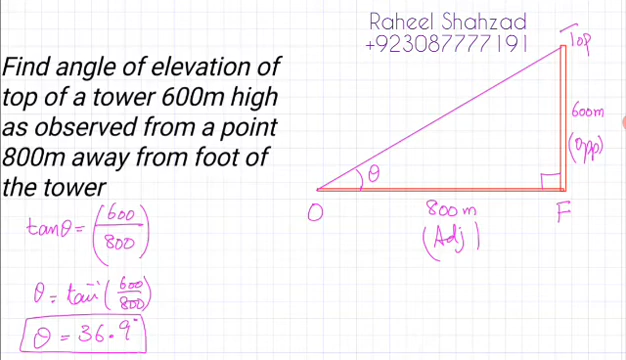 Raheel Shahzad
+923087777191
Find angle of elevation of
top of a tower 600m high
as observed from a point
800m away from foot of
the tower
Top
600m
(Opp)
θ
O
800m
F
(Adj)
tanθ = (600/800)
θ = tan⁻¹(600/800)
θ = 36.9°